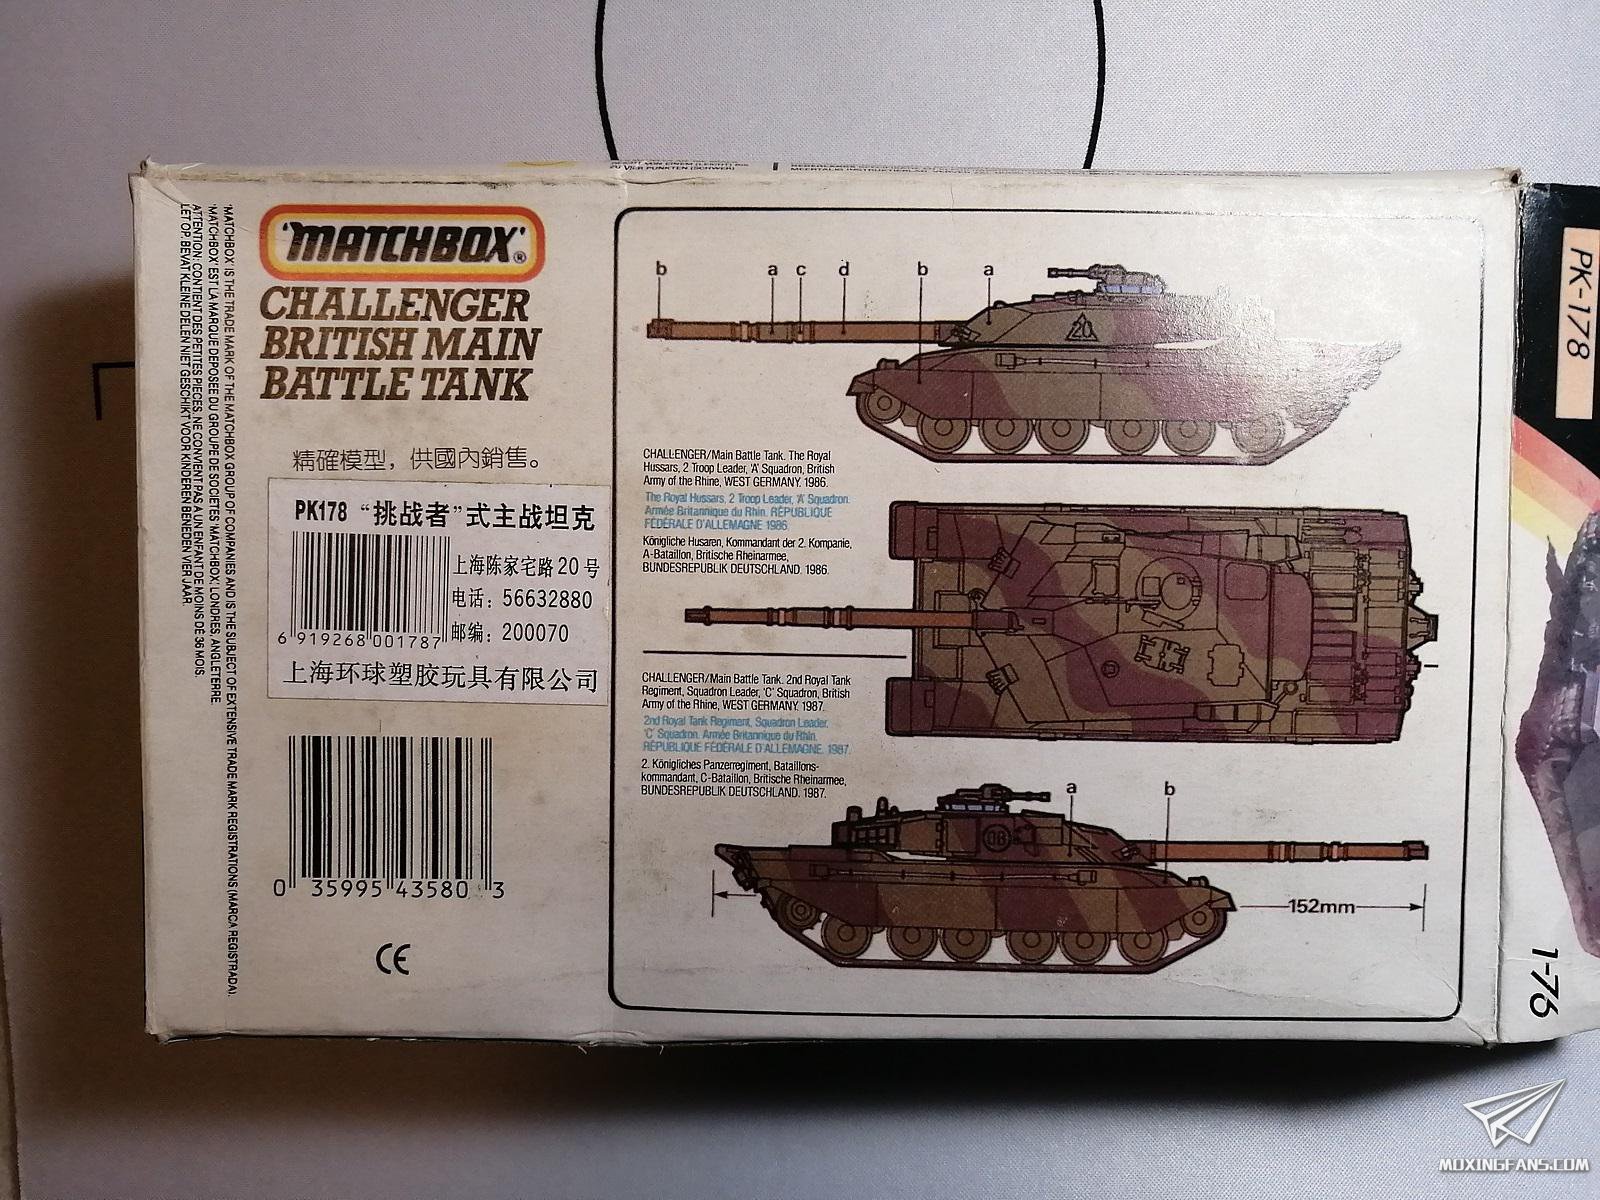 'MATCHBOX'®
CHALLENGER
BRITISH MAIN
BATTLE TANK
精確模型，供國內銷售。
PK178 “挑战者”式主战坦克
上海陈家宅路20号
电话：56632880
邮编：200070
6 919268 001787
上海环球塑胶玩具有限公司
0 35995 43580 3
CE
'MATCHBOX' IS THE TRADE MARK OF THE MATCHBOX GROUP OF COMPANIES AND IS THE SUBJECT OF EXTENSIVE TRADE MARK REGISTRATIONS (MARCA REGISTRADA).
'MATCHBOX' EST LA MARQUE DEPOSEE DU GROUPE DE SOCIETES 'MATCHBOX', LONDRES, ANGLETERRE.
ATTENTION: CONTIENT DES PETITES PIECES, NE CONVIENT PAS A UN ENFANT DE MOINS DE 36 MOIS.
LET OP, BEVAT KLEINE DELEN NIET GESCHIKT VOOR KINDEREN BENEDEN VIER JAAR.
b a c d b a
20
CHALLENGER/Main Battle Tank. The Royal
Hussars, 2 Troop Leader, 'A' Squadron, British
Army of the Rhine, WEST GERMANY. 1986.
The Royal Hussars, 2 Troop Leader, 'A' Squadron.
Armée Britannique du Rhin. RÉPUBLIQUE
FÉDÉRALE D'ALLEMAGNE 1986.
Königliche Husaren, Kommandant der 2. Kompanie,
A-Bataillon, Britische Rheinarmee,
BUNDESREPUBLIK DEUTSCHLAND. 1986.
CHALLENGER/Main Battle Tank. 2nd Royal Tank
Regiment, Squadron Leader, 'C' Squadron, British
Army of the Rhine, WEST GERMANY. 1987.
2nd Royal Tank Regiment, Squadron Leader,
'C' Squadron. Armée Britannique du Rhin.
RÉPUBLIQUE FÉDÉRALE D'ALLEMAGNE. 1987.
2. Königliches Panzerregiment, Bataillons-
kommandant, C-Bataillon, Britische Rheinarmee,
BUNDESREPUBLIK DEUTSCHLAND. 1987.
a b
152mm
PK-178
1-76
MOXINGFANS.COM